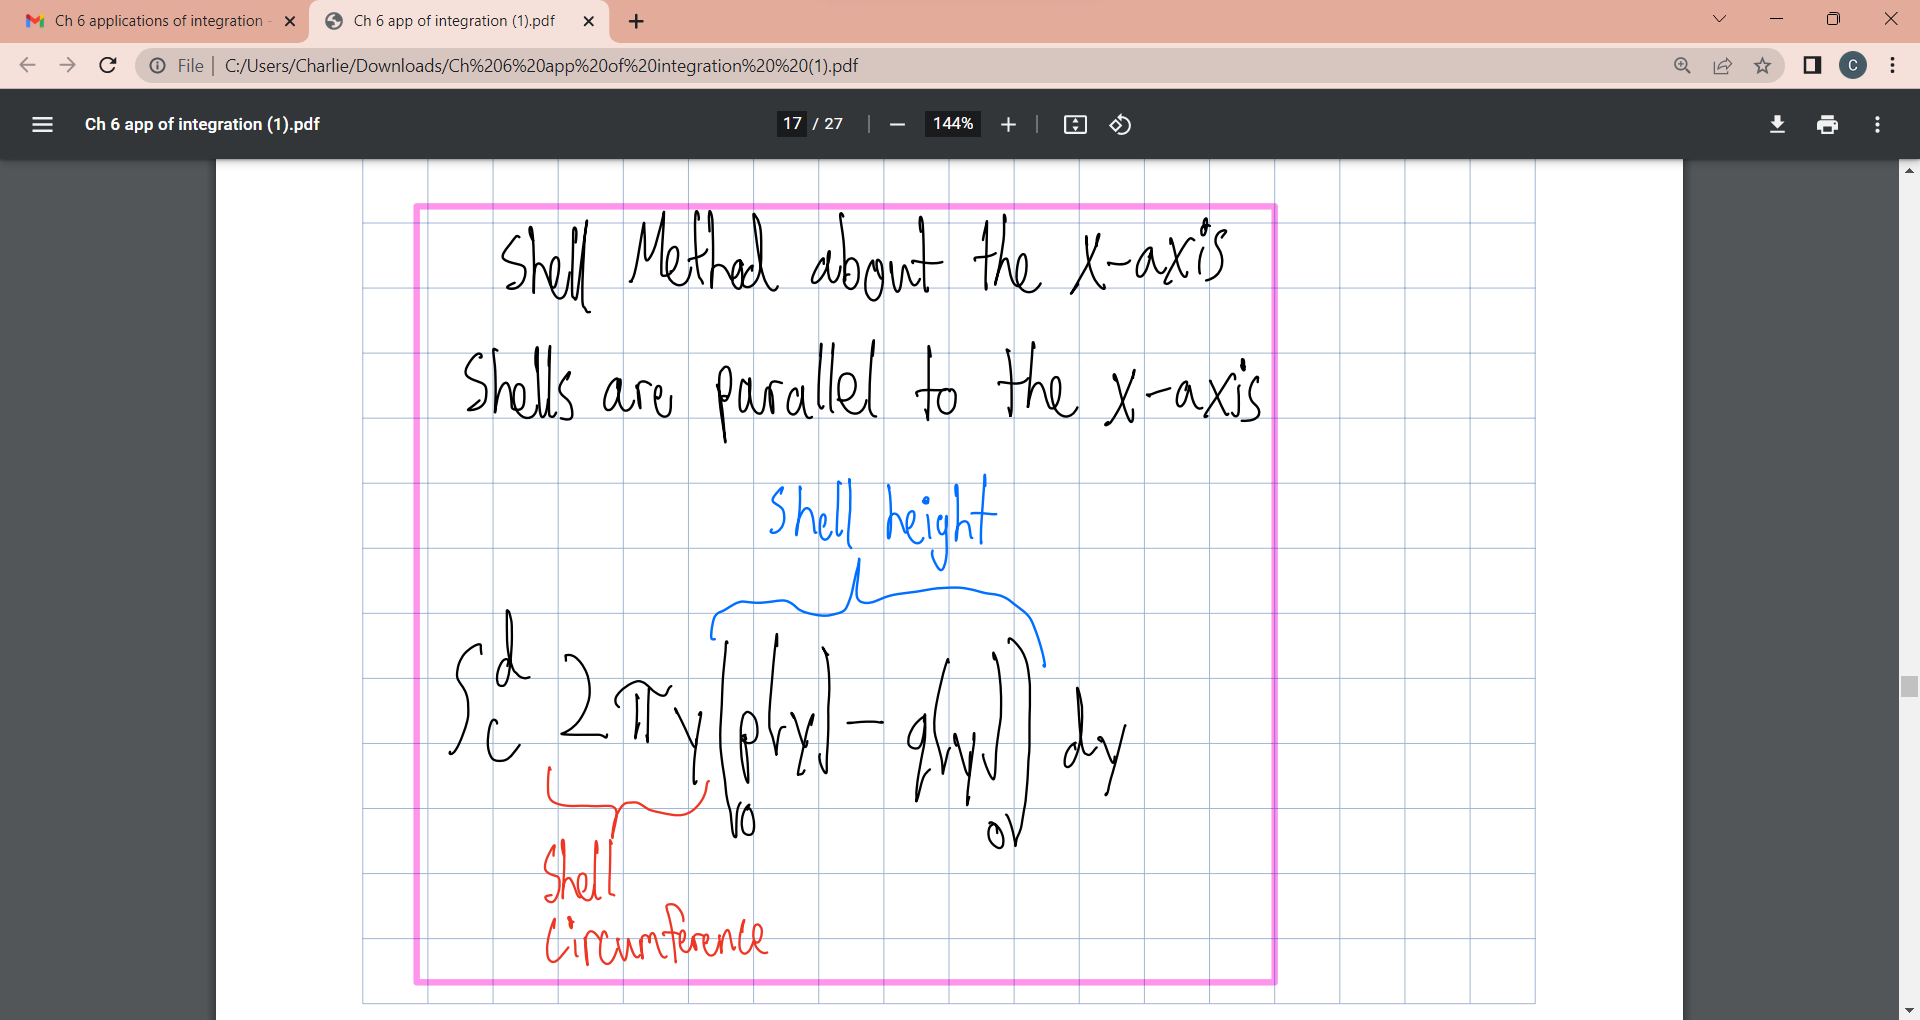 Ch 6 applications of integration -
Ch 6 app of integration (1).pdf
File | C:/Users/Charlie/Downloads/Ch%206%20app%20of%20integration%20%20(1).pdf
C
Ch 6 app of integration (1).pdf
17 / 27
144%
Shell Method about the x-axis
Shells are parallel to the x-axis
Shell height
∫_c^d 2πy(p(y) - q(y)) dy
Shell
Circumference